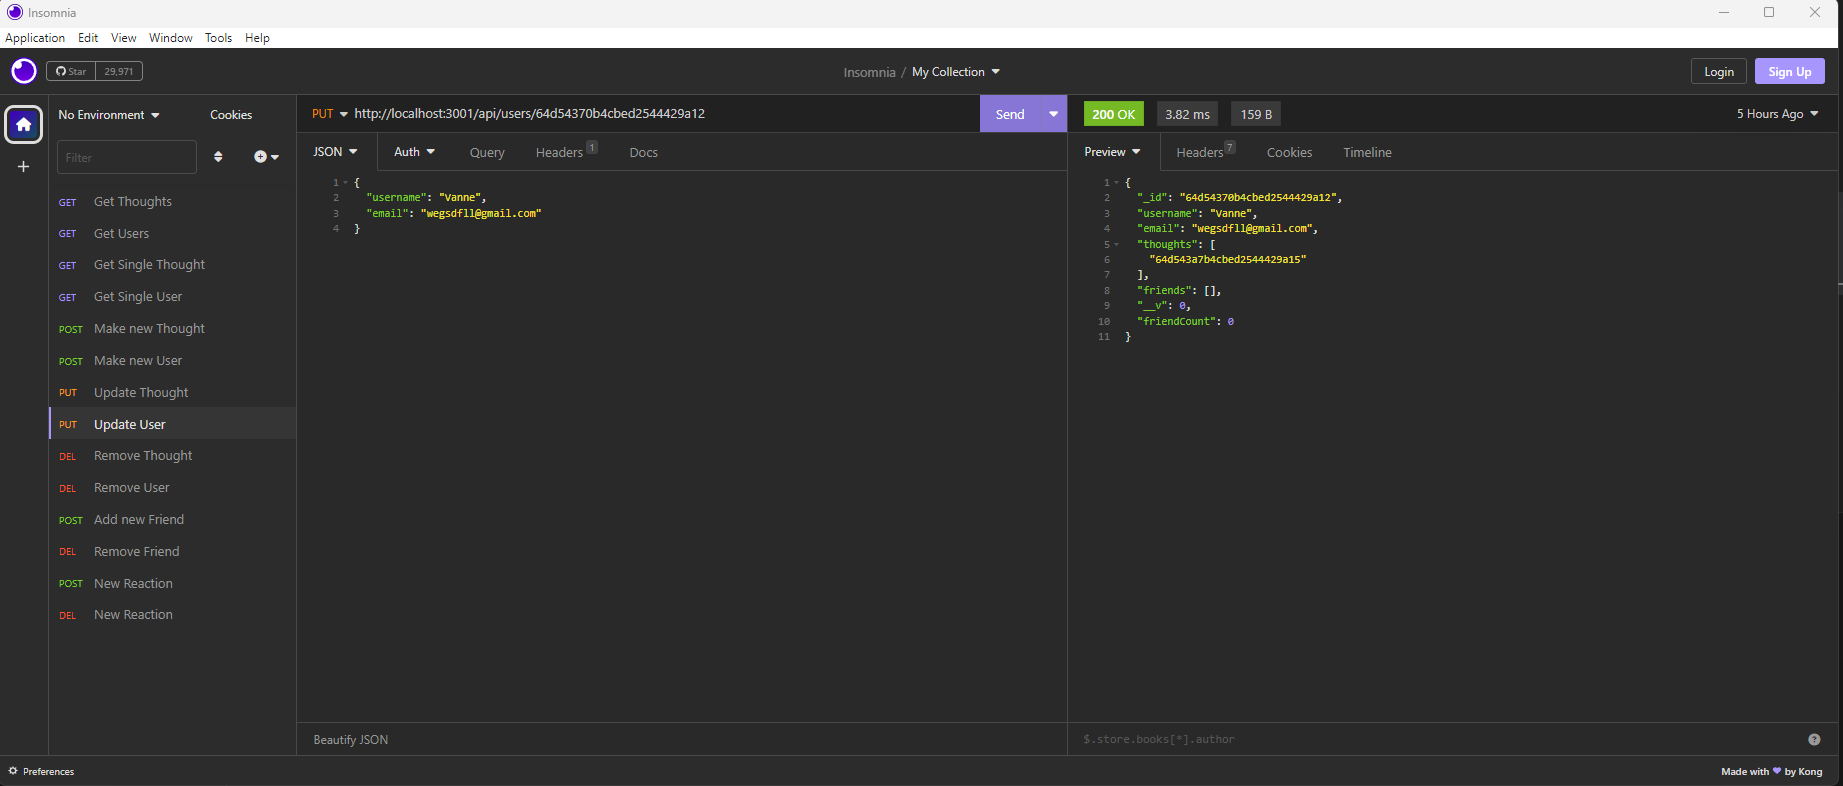 Insomnia
Application Edit View Window Tools Help
Star 29,971
Insomnia / My Collection
Login Sign Up
No Environment Cookies
Filter
GET Get Thoughts
GET Get Users
GET Get Single Thought
GET Get Single User
POST Make new Thought
POST Make new User
PUT Update Thought
PUT Update User
DEL Remove Thought
DEL Remove User
POST Add new Friend
DEL Remove Friend
POST New Reaction
DEL New Reaction
PUT http://localhost:3001/api/users/64d54370b4cbed2544429a12 Send
JSON Auth Query Headers 1 Docs
1 {
2 "username": "Vanne",
3 "email": "wegsdfll@gmail.com"
4 }
Beautify JSON
200 OK 3.82 ms 159 B 5 Hours Ago
Preview Headers 7 Cookies Timeline
1 {
2 "_id": "64d54370b4cbed2544429a12",
3 "username": "Vanne",
4 "email": "wegsdfll@gmail.com",
5 "thoughts": [
6 "64d543a7b4cbed2544429a15"
7 ],
8 "friends": [],
9 "__v": 0,
10 "friendCount": 0
11 }
$.store.books[*].author ?
Preferences
Made with ♥ by Kong